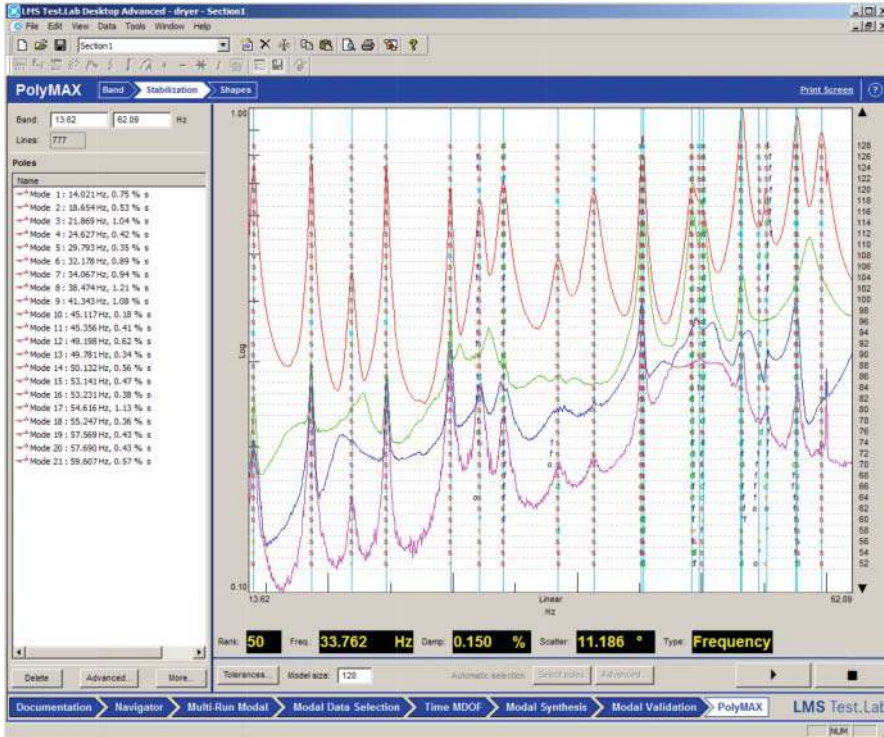 LMS Test.Lab Desktop Advanced - dryer - Section1
File Edit View Data Tools Window Help
Section1
PolyMAX Band Stabilization Shapes Print Screen
Band: 13.62 62.09 Hz
Lines: 777
Poles
Name
Mode 1 : 14.021 Hz, 0.75 % s
Mode 2 : 18.654 Hz, 0.53 % s
Mode 3 : 21.869 Hz, 1.04 % s
Mode 4 : 24.627 Hz, 0.42 % s
Mode 5 : 29.793 Hz, 0.35 % s
Mode 6 : 32.178 Hz, 0.89 % s
Mode 7 : 34.067 Hz, 0.94 % s
Mode 8 : 38.474 Hz, 1.21 % s
Mode 9 : 41.343 Hz, 1.08 % s
Mode 10 : 45.117 Hz, 0.18 % s
Mode 11 : 45.356 Hz, 0.41 % s
Mode 12 : 49.198 Hz, 0.62 % s
Mode 13 : 49.781 Hz, 0.34 % s
Mode 14 : 50.132 Hz, 0.56 % s
Mode 15 : 53.141 Hz, 0.47 % s
Mode 16 : 53.231 Hz, 0.38 % s
Mode 17 : 54.616 Hz, 1.13 % s
Mode 18 : 55.247 Hz, 0.36 % s
Mode 19 : 57.569 Hz, 0.43 % s
Mode 20 : 57.690 Hz, 0.43 % s
Mode 21 : 59.607 Hz, 0.57 % s
Delete Advanced... More...
1.00
Log
0.10
128
126
124
122
120
118
116
114
112
110
108
106
104
102
100
98
96
94
92
90
88
86
84
82
80
78
76
74
72
70
68
66
64
62
60
58
56
54
52
13.62 Linear 62.09
Hz
Rank: 50 Freq.: 33.762 Hz Damp.: 0.150 % Scatter: 11.186 ° Type: Frequency
Tolerances... Model size: 128 Automatic selection Select poles Advanced...
Documentation Navigator Multi-Run Modal Modal Data Selection Time MDOF Modal Synthesis Modal Validation PolyMAX LMS Test.Lab
NUM